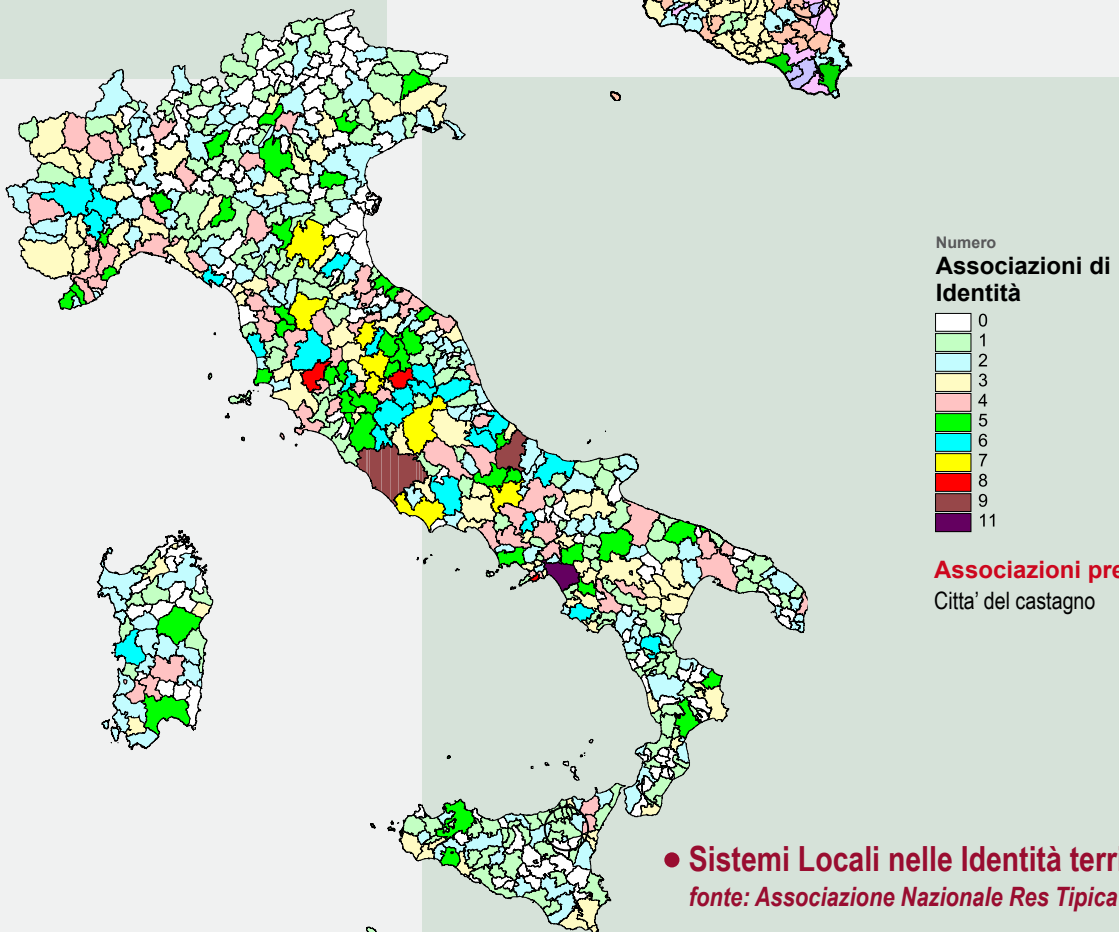 Numero
Associazioni di
Identità
0
1
2
3
4
5
6
7
8
9
11
Associazioni pre
Citta' del castagno
• Sistemi Locali nelle Identità terr
fonte: Associazione Nazionale Res Tipica